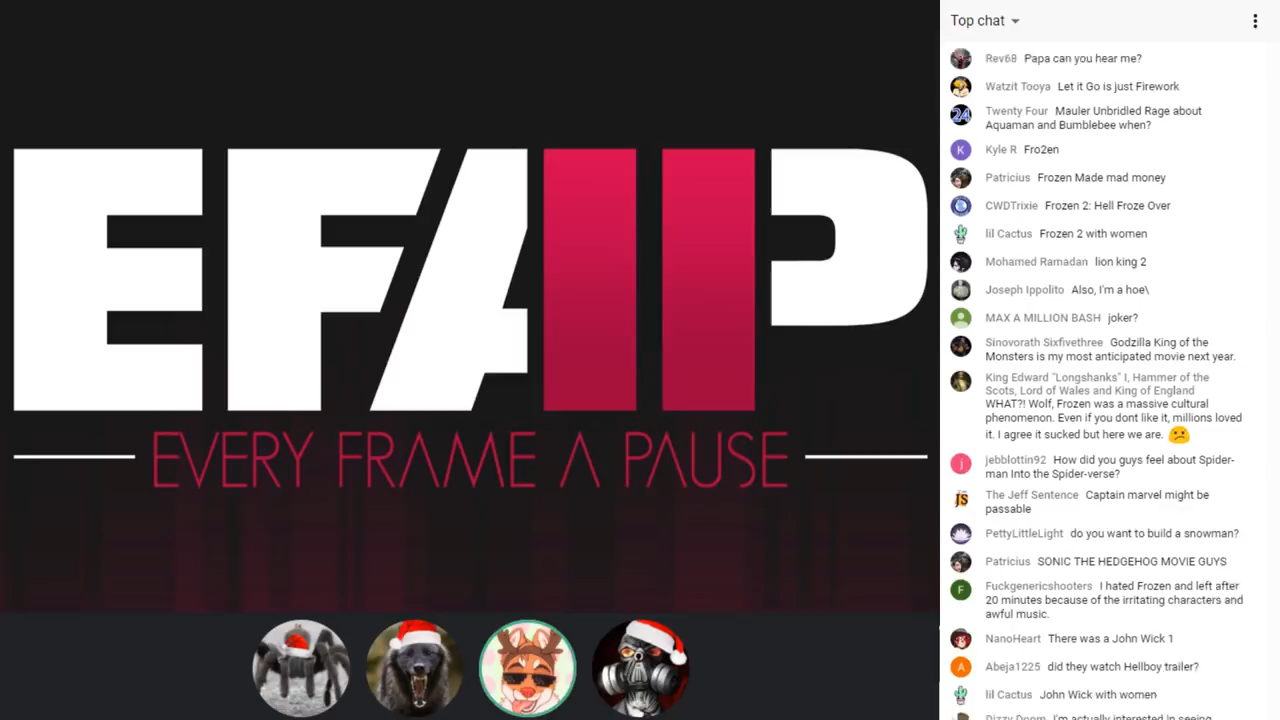 EFAP
EVERY FRAME A PAUSE
Top chat
Rev68 Papa can you hear me?
Watzit Tooya Let it Go is just Firework
24
Twenty Four Mauler Unbridled Rage about
Aquaman and Bumblebee when?
K
Kyle R Fro2en
Patricius Frozen Made mad money
CWDTrixie Frozen 2: Hell Froze Over
lil Cactus Frozen 2 with women
Mohamed Ramadan lion king 2
Joseph Ippolito Also, I'm a hoe\
MAX A MILLION BASH joker?
Sinovorath Sixfivethree Godzilla King of the
Monsters is my most anticipated movie next year.
King Edward "Longshanks" I, Hammer of the
Scots, Lord of Wales and King of England
WHAT?! Wolf, Frozen was a massive cultural
phenomenon. Even if you dont like it, millions loved
it. I agree it sucked but here we are.
j
jebblottin92 How did you guys feel about Spider-
man Into the Spider-verse?
JS
The Jeff Sentence Captain marvel might be
passable
PettyLittleLight do you want to build a snowman?
Patricius SONIC THE HEDGEHOG MOVIE GUYS
F
Fuckgenericshooters I hated Frozen and left after
20 minutes because of the irritating characters and
awful music.
NanoHeart There was a John Wick 1
A
Abeja1225 did they watch Hellboy trailer?
lil Cactus John Wick with women
Dizzy Doom I'm actually interested in seeing